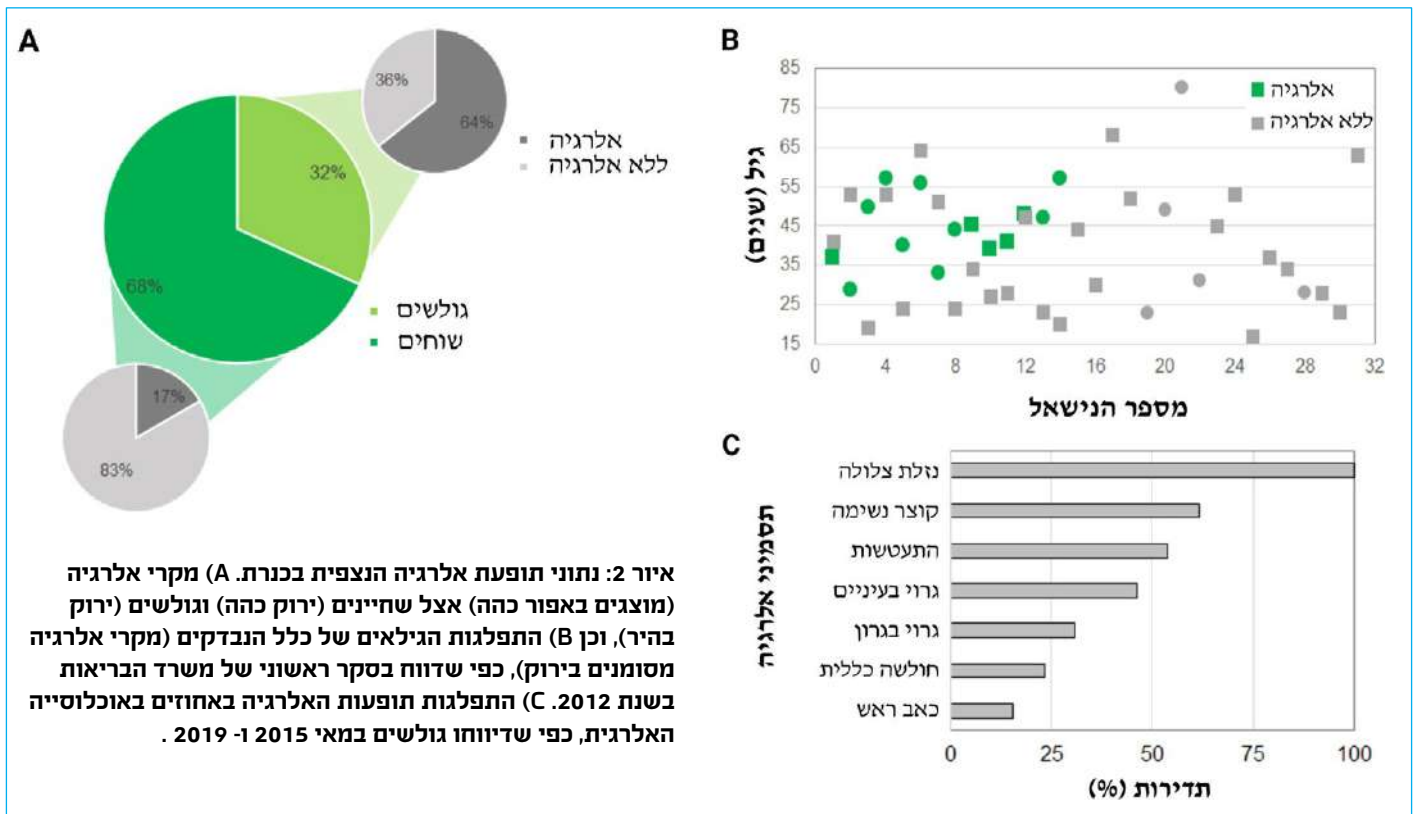 A
36%
64%
אלרגיה
ללא אלרגיה
32%
68%
גולשים
שוחים
17%
83%
B
85
75
65
55
45
35
25
15
גיל (שנים)
אלרגיה
ללא אלרגיה
0 4 8 12 16 20 24 28 32
מספר הנישאל
C
תסמיני אלרגיה
נזלת צלולה
קוצר נשימה
התעטשות
גרוי בעיניים
גרוי בגרון
חולשה כללית
כאב ראש
0 25 50 75 100
תדירות (%)
איור 2: נתוני תופעת אלרגיה הנצפית בכנרת. A) מקרי אלרגיה
(מוצגים באפור כהה) אצל שחיינים (ירוק כהה) וגולשים (ירוק
בהיר), וכן B) התפלגות הגילאים של כלל הנבדקים (מקרי אלרגיה
מסומנים בירוק), כפי שדווח בסקר ראשוני של משרד הבריאות
בשנת 2012. C) התפלגות תופעות האלרגיה באחוזים באוכלוסייה
האלרגית, כפי שדיווחו גולשים במאי 2015 ו- 2019 .